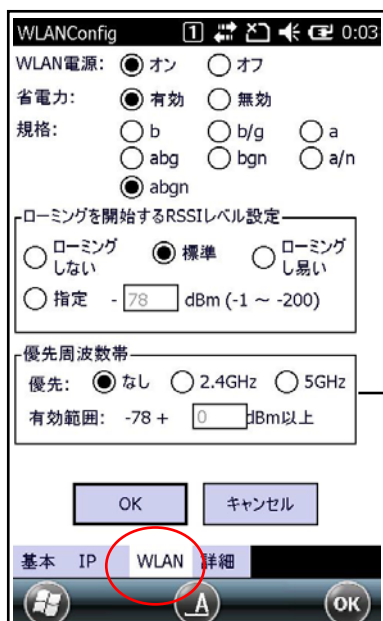 WLANConfig 1 0:03
WLAN電源: オン オフ
省電力: 有効 無効
規格: b b/g a
abg bgn a/n
abgn
ローミングを開始するRSSIレベル設定
ローミングしない 標準 ローミングし易い
指定 - 78 dBm (-1 ~ -200)
優先周波数帯
優先: なし 2.4GHz 5GHz
有効範囲: -78 + 0 dBm以上
OK キャンセル
基本 IP WLAN 詳細
A OK